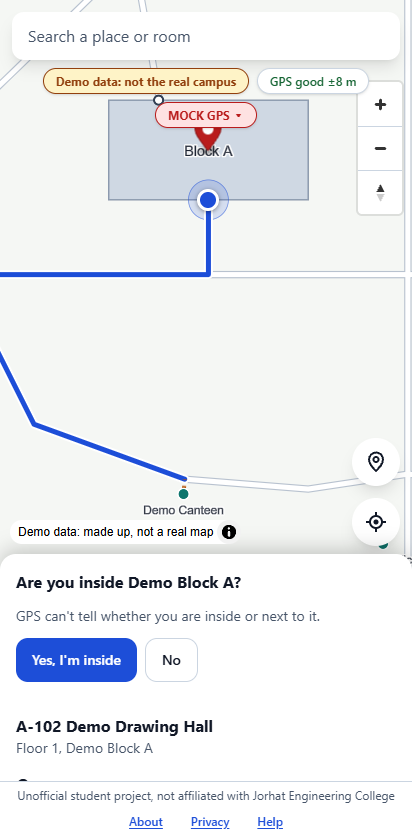 Search a place or room
Demo data: not the real campus
GPS good ±8 m
MOCK GPS
Block A
Demo Canteen
Demo data: made up, not a real map
Are you inside Demo Block A?
GPS can't tell whether you are inside or next to it.
Yes, I'm inside
No
A-102 Demo Drawing Hall
Floor 1, Demo Block A
Unofficial student project, not affiliated with Jorhat Engineering College
About Privacy Help